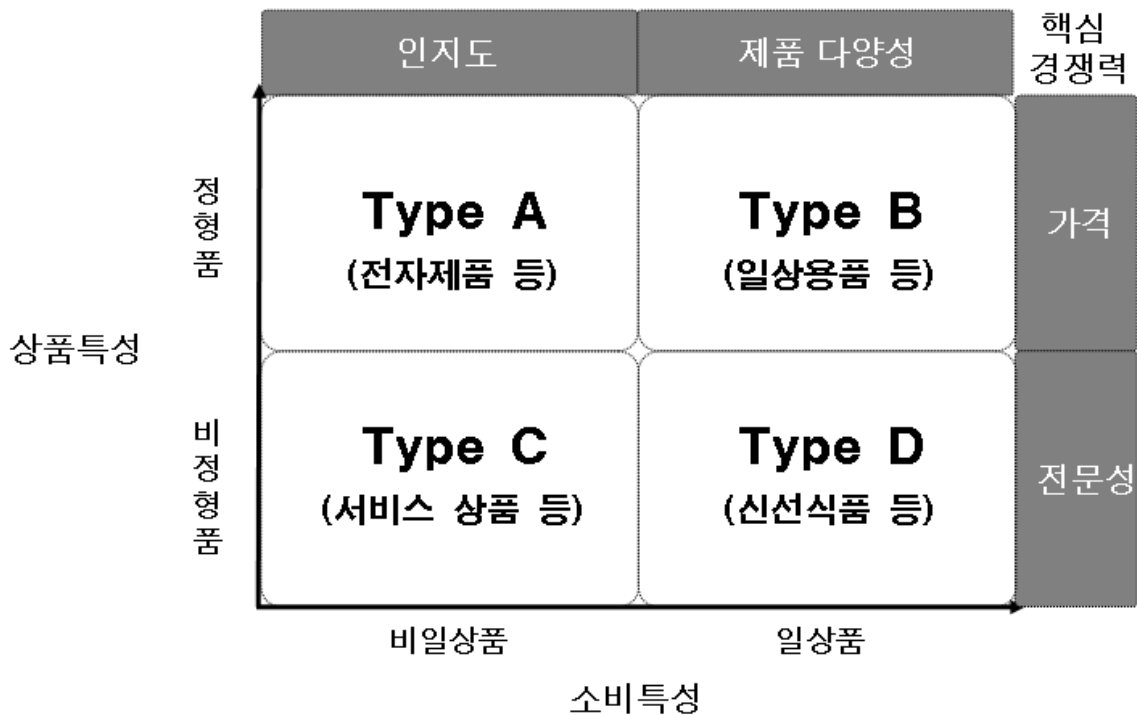 인지도
제품 다양성
핵심
경쟁력
정형품
Type A
(전자제품 등)
Type B
(일상용품 등)
가격
상품특성
비정형품
Type C
(서비스 상품 등)
Type D
(신선식품 등)
전문성
비일상품
일상품
소비특성